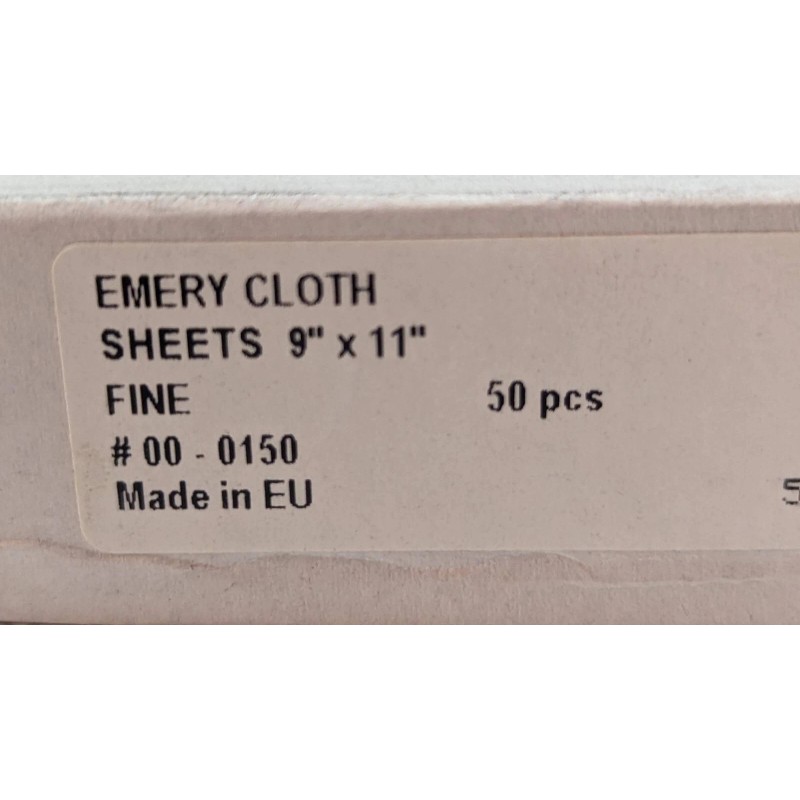 EMERY CLOTH
SHEETS 9" x 11"
FINE 50 pcs
# 00 - 0150
Made in EU